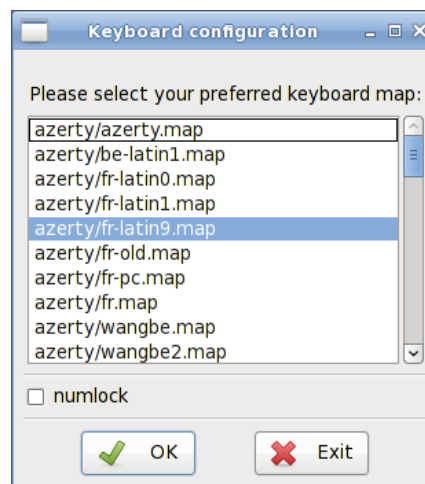 Keyboard configuration
Please select your preferred keyboard map:
azerty/azerty.map
azerty/be-latin1.map
azerty/fr-latin0.map
azerty/fr-latin1.map
azerty/fr-latin9.map
azerty/fr-old.map
azerty/fr-pc.map
azerty/fr.map
azerty/wangbe.map
azerty/wangbe2.map
numlock
OK Exit